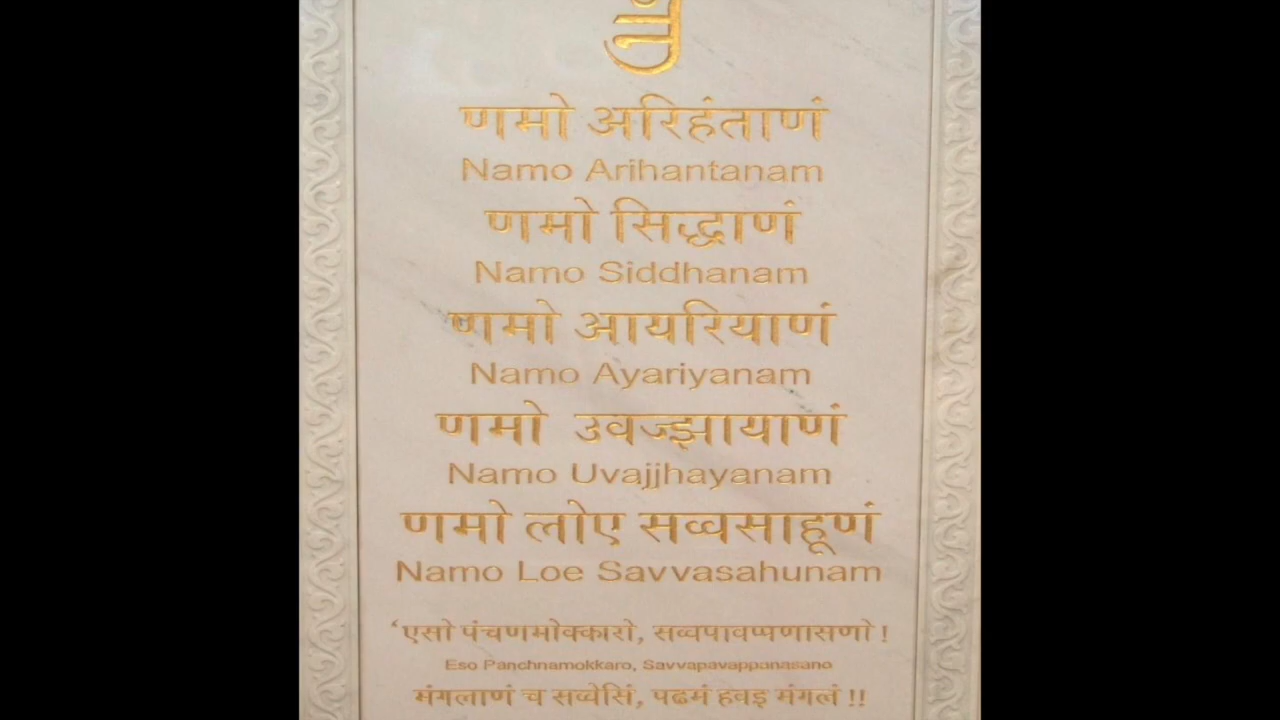 णमो अरिहंताणं
Namo Arihantanam
णमो सिद्धाणं
Namo Siddhanam
णमो आयरियाणं
Namo Ayariyanam
णमो उवज्झायाणं
Namo Uvajjhayanam
णमो लोए सव्वसाहूणं
Namo Loe Savvasahunam
‘एसो पंचणमोक्कारो, सव्वपावप्पणासणो !
Eso Panchnamokkaro, Savvapavappanasano
मंगलाणं च सव्वेसिं, पढमं हवइ मंगलं !!